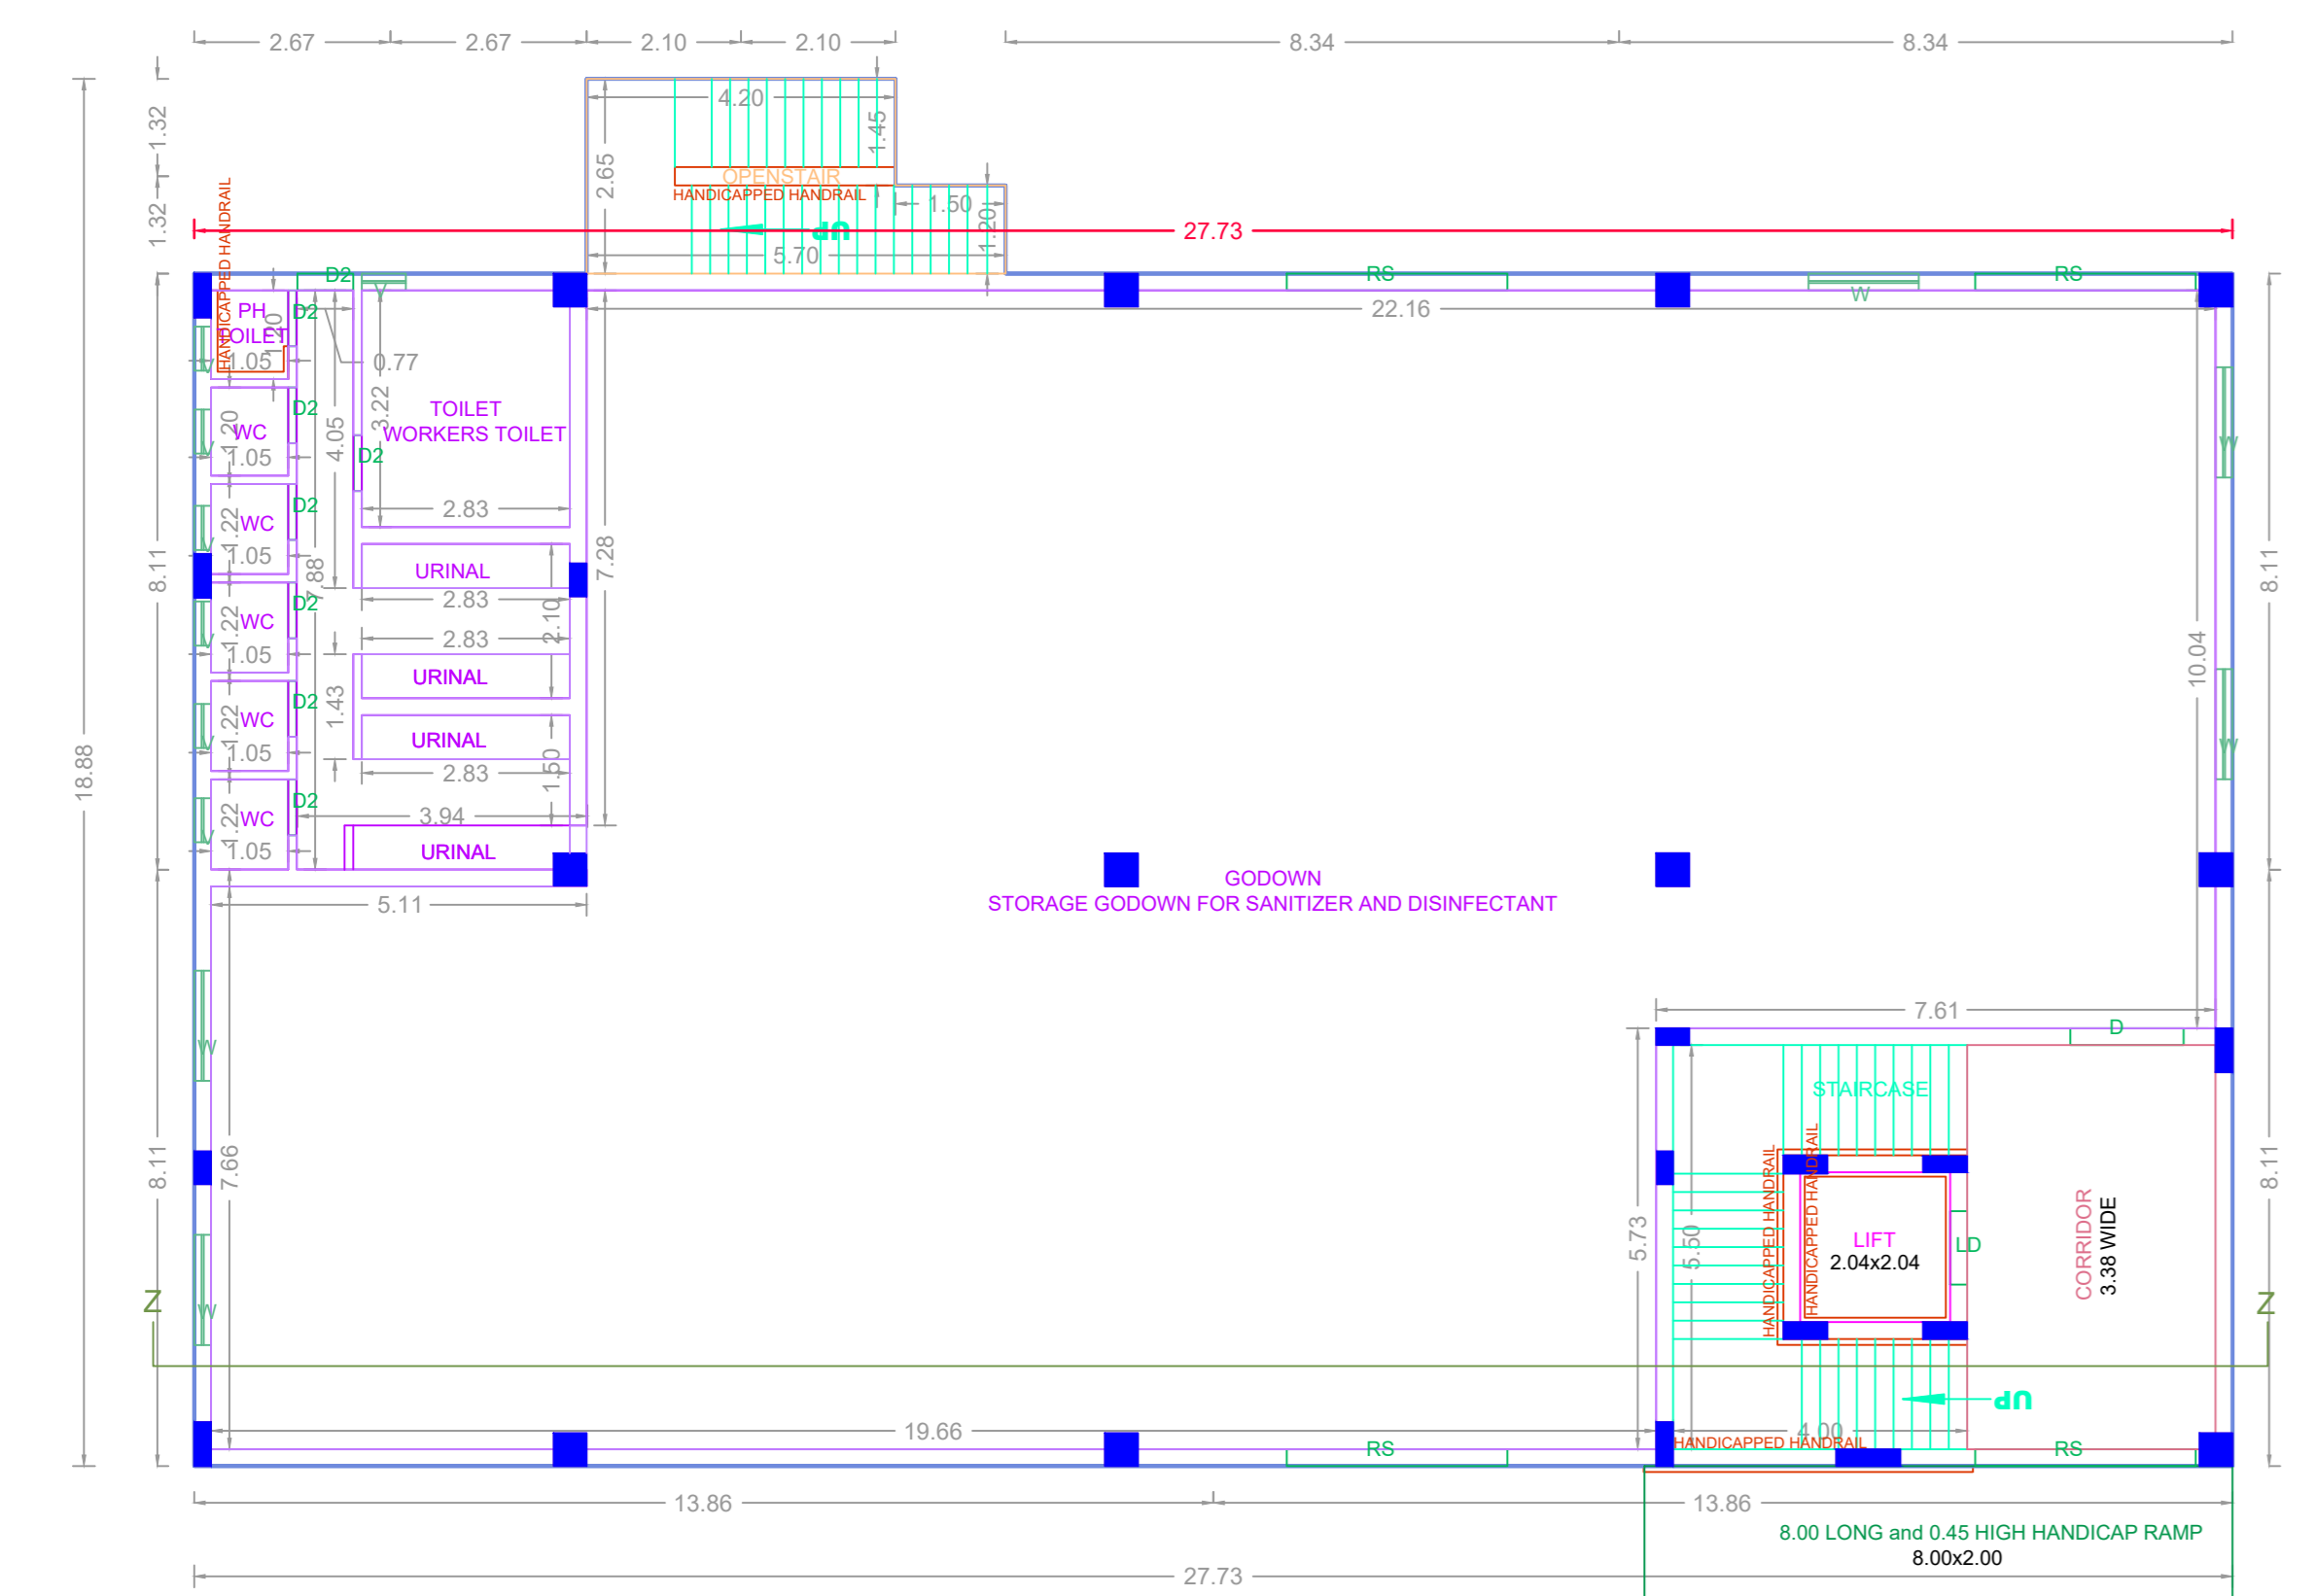 2.67
2.67
2.10
2.10
8.34
8.34
1.32
1.32
18.88
8.11
8.11
4.20
1.45
2.65
OPENSTAIR
HANDICAPPED HANDRAIL
1.50
1.20
UP
5.70
27.73
HANDICAPPED HANDRAIL
D2
V
RS
W
RS
22.16
PH
TOILET
1.20
1.05
V
D2
0.77
3.22
4.05
7.88
TOILET
WORKERS TOILET
D2
2.83
WC
1.20
1.05
V
D2
WC
1.22
1.05
V
D2
WC
1.22
1.05
V
D2
WC
1.22
1.05
V
D2
WC
1.22
1.05
V
D2
URINAL
2.83
2.10
2.83
URINAL
1.43
URINAL
2.83
1.50
3.94
URINAL
7.28
5.11
GODOWN
STORAGE GODOWN FOR SANITIZER AND DISINFECTANT
W
W
10.04
8.11
8.11
7.61
D
W
W
7.66
STAIRCASE
HANDICAPPED HANDRAIL
HANDICAPPED HANDRAIL
5.73
5.50
LIFT
2.04x2.04
LD
CORRIDOR
3.38 WIDE
Z
Z
UP
4.00
HANDICAPPED HANDRAIL
19.66
RS
RS
13.86
13.86
8.00 LONG and 0.45 HIGH HANDICAP RAMP
8.00x2.00
27.73